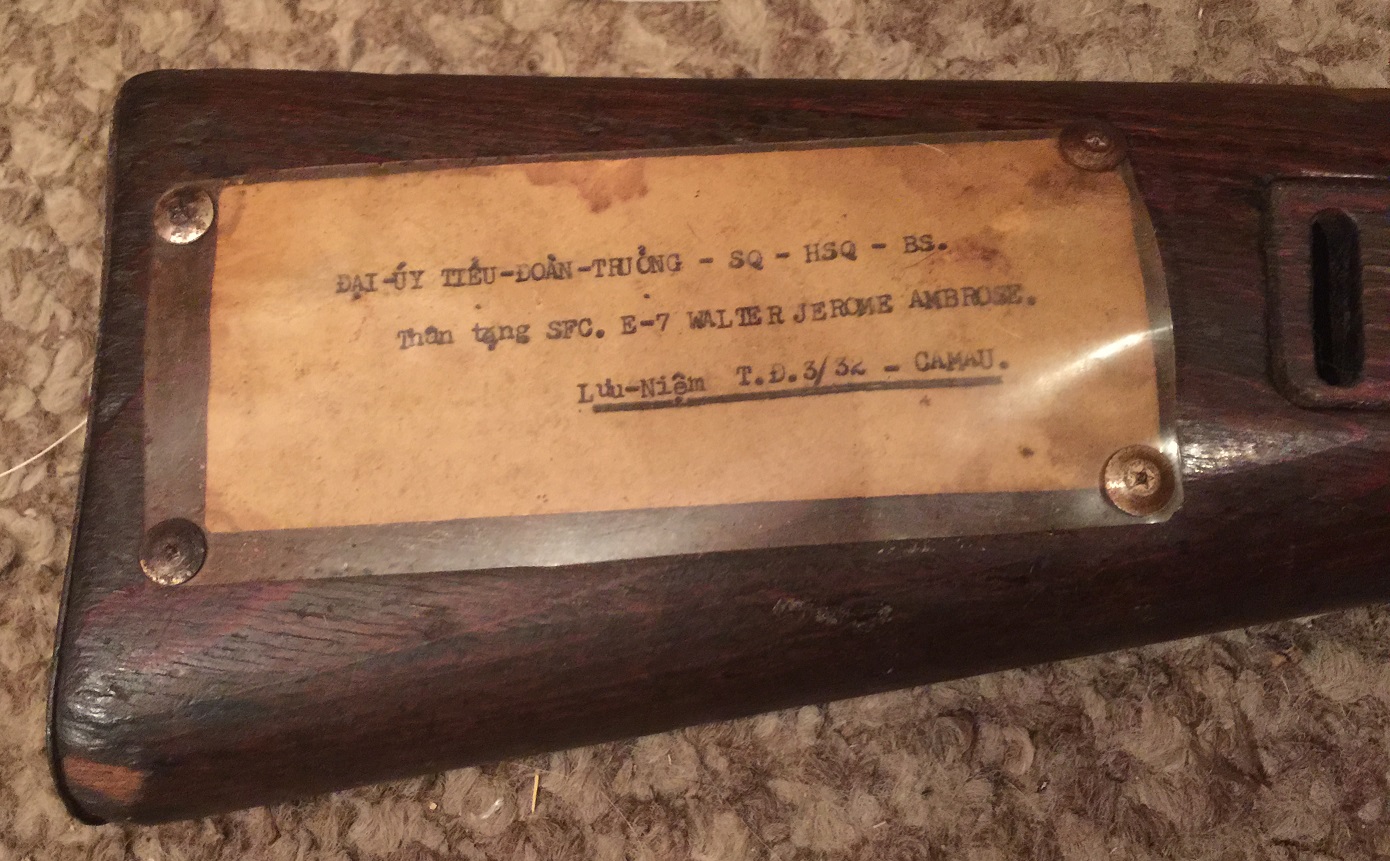 ĐẠI-ÚY TIỂU-ĐOÀN-TRƯỞNG - SQ - HSQ - BS.
Thân tặng SFC. E-7 WALTER JEROME AMBROSE.
Lưu-Niệm T.Đ.3/32 - CAMAU.